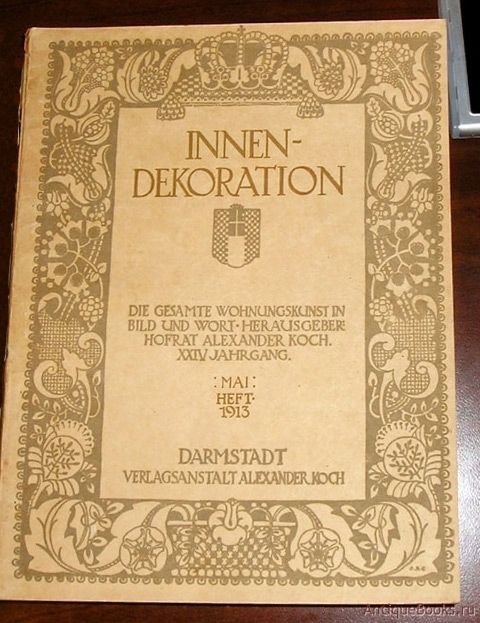 INNEN-
DEKORATION
DIE GESAMTE WOHNUNGSKUNST IN
BILD UND WORT · HERAUSGEBER:
HOFRAT ALEXANDER KOCH.
XXIV JAHRGANG.
: MAI :
HEFT·
1913
DARMSTADT
VERLAGSANSTALT ALEXANDER KOCH
AntiqueBooks.ru